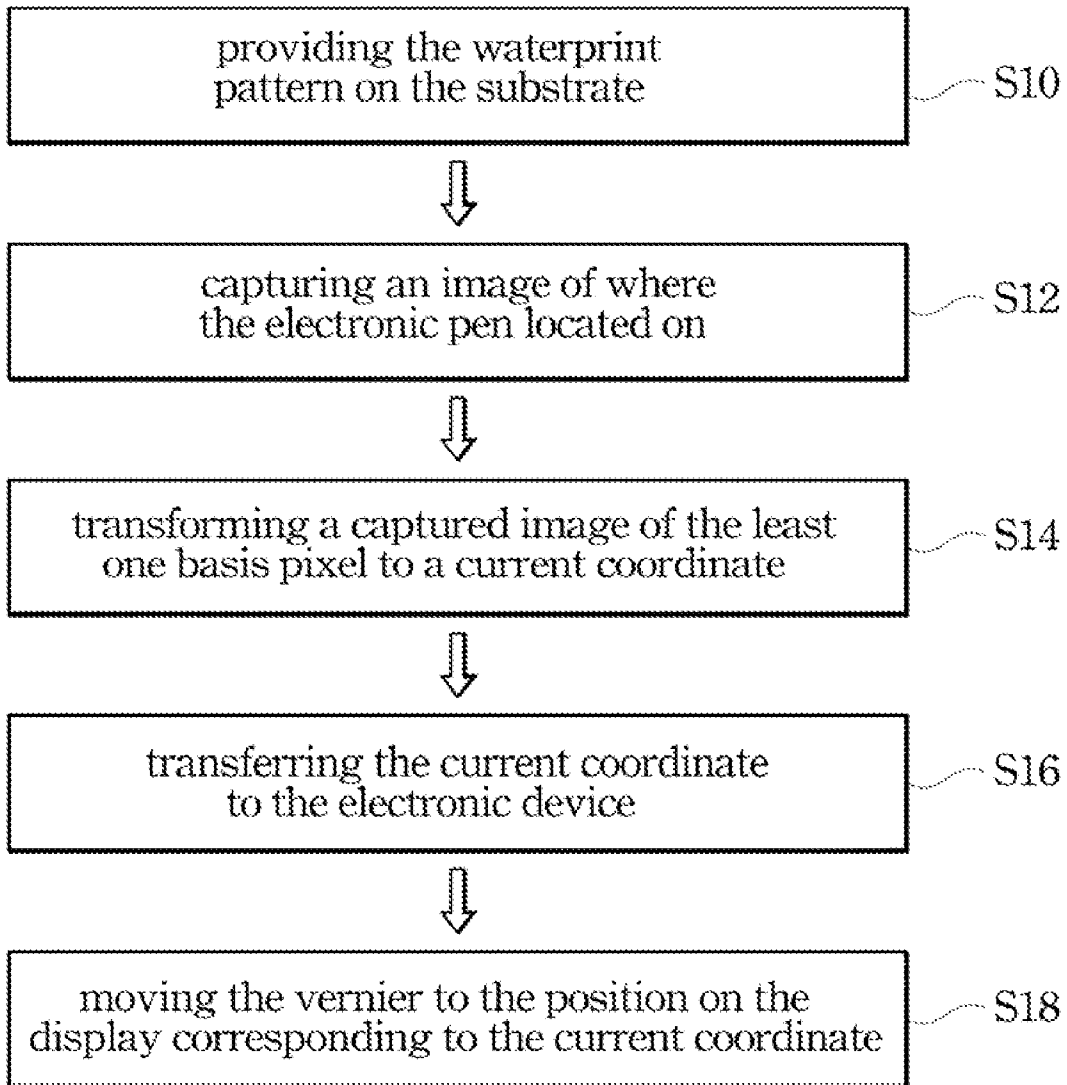 providing the waterprint
pattern on the substrate
S10
capturing an image of where
the electronic pen located on
S12
transforming a captured image of the least
one basis pixel to a current coordinate
S14
transferring the current coordinate
to the electronic device
S16
moving the vernier to the position on the
display corresponding to the current coordinate
S18